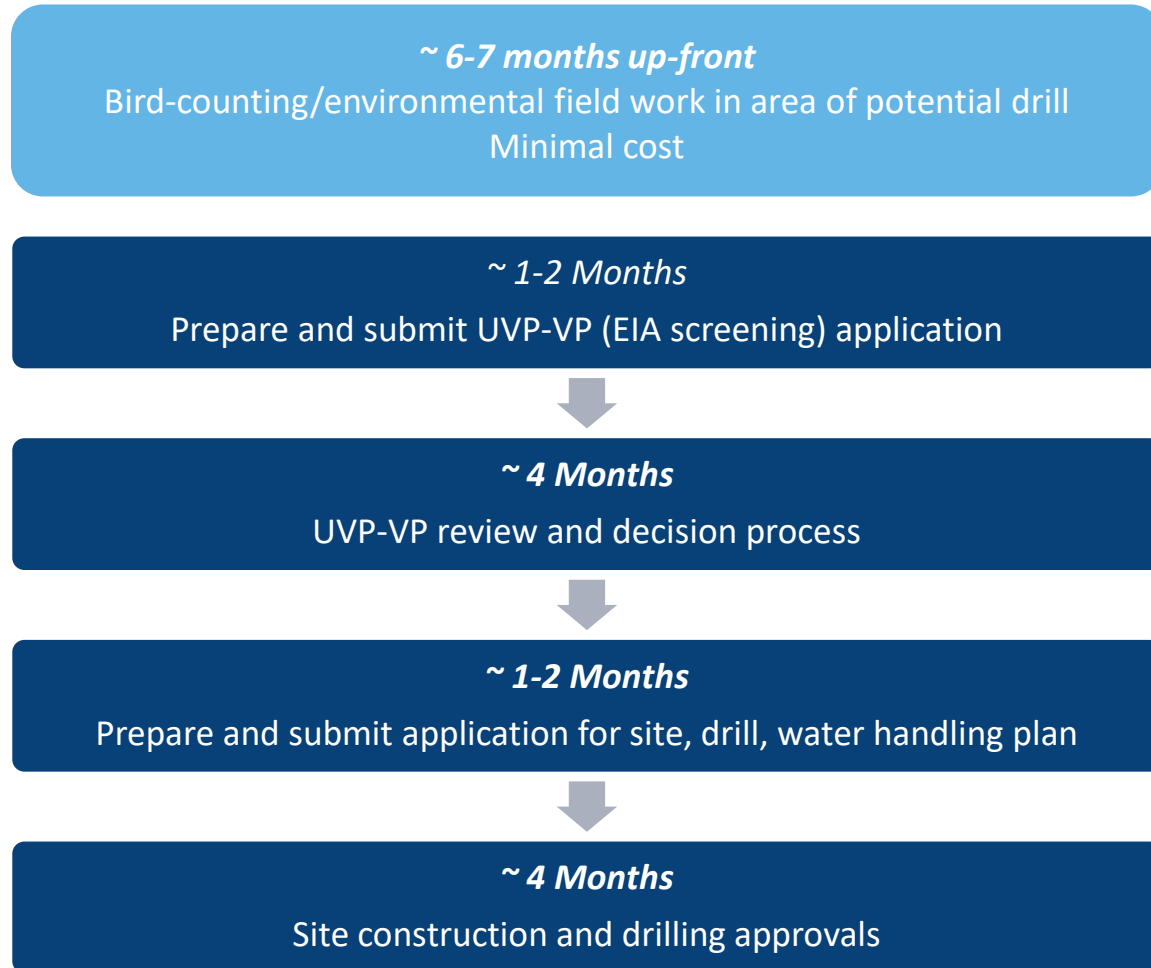 ~ 6-7 months up-front
Bird-counting/environmental field work in area of potential drill
Minimal cost
~ 1-2 Months
Prepare and submit UVP-VP (EIA screening) application
~ 4 Months
UVP-VP review and decision process
~ 1-2 Months
Prepare and submit application for site, drill, water handling plan
~ 4 Months
Site construction and drilling approvals